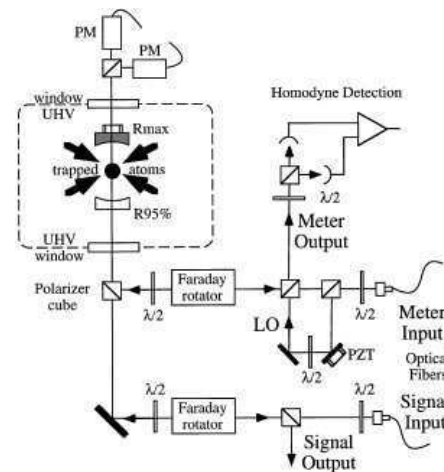 PM
PM
window
UHV
Rmax
trapped
atoms
R95%
UHV
window
Polarizer
cube
λ/2
Faraday
rotator
Homodyne Detection
λ/2
Meter
Output
LO
λ/2
PZT
λ/2
Meter
Input
Optical
Fibers
λ/2
Faraday
rotator
λ/2
Signal
Input
Signal
Output